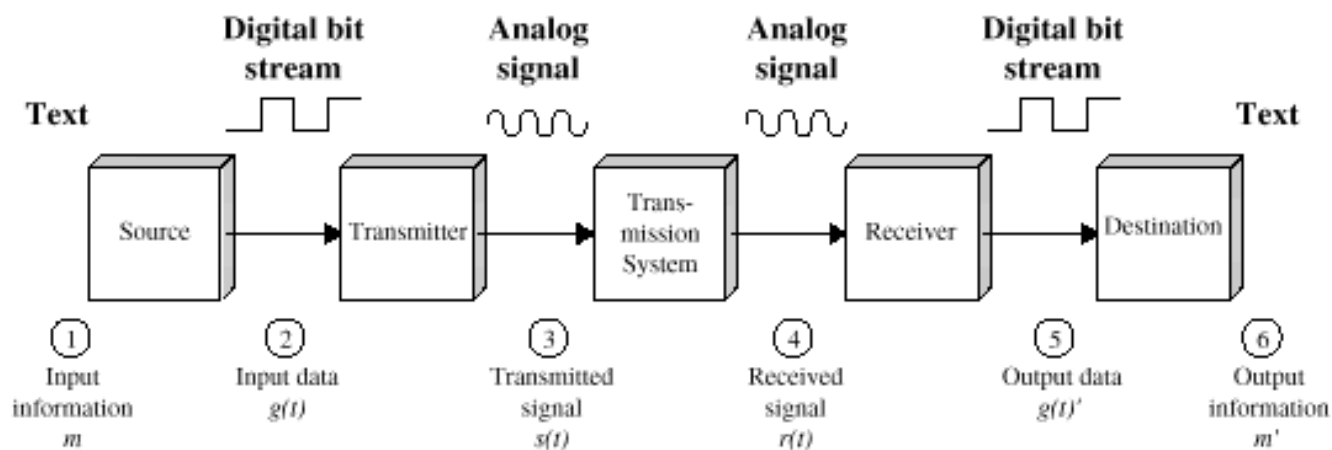 Digital bit
stream
Analog
signal
Analog
signal
Digital bit
stream
Text
Text
Source
Transmitter
Trans-
mission
System
Receiver
Destination
1
Input
information
m
2
Input data
g(t)
3
Transmitted
signal
s(t)
4
Received
signal
r(t)
5
Output data
g(t)'
6
Output
information
m'